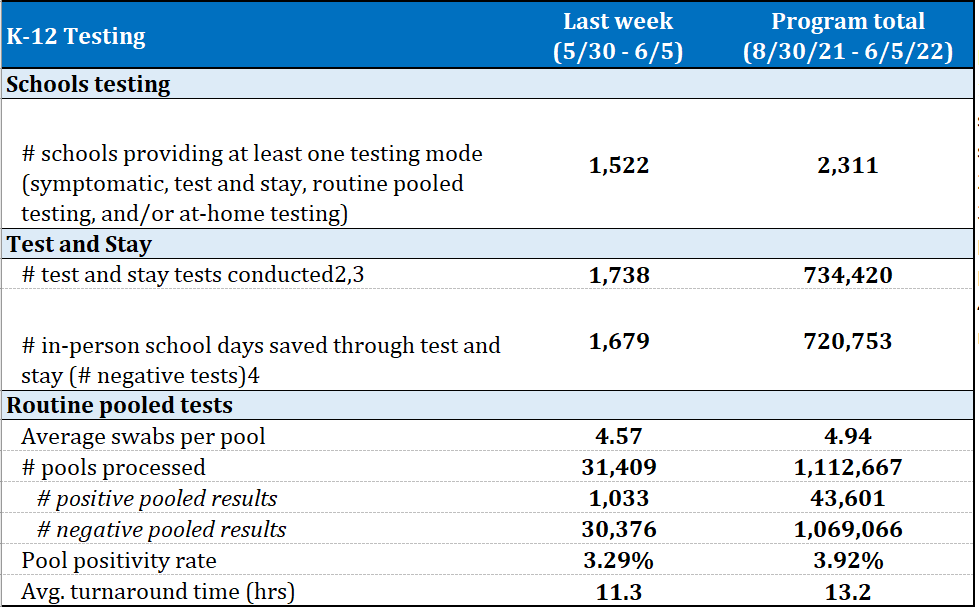 K-12 Testing Last week (5/30 - 6/5) Program total (8/30/21 - 6/5/22)
Schools testing
# schools providing at least one testing mode
(symptomatic, test and stay, routine pooled
testing, and/or at-home testing) 1,522 2,311
Test and Stay
# test and stay tests conducted2,3 1,738 734,420
# in-person school days saved through test and
stay (# negative tests)4 1,679 720,753
Routine pooled tests
Average swabs per pool 4.57 4.94
# pools processed 31,409 1,112,667
# positive pooled results 1,033 43,601
# negative pooled results 30,376 1,069,066
Pool positivity rate 3.29% 3.92%
Avg. turnaround time (hrs) 11.3 13.2